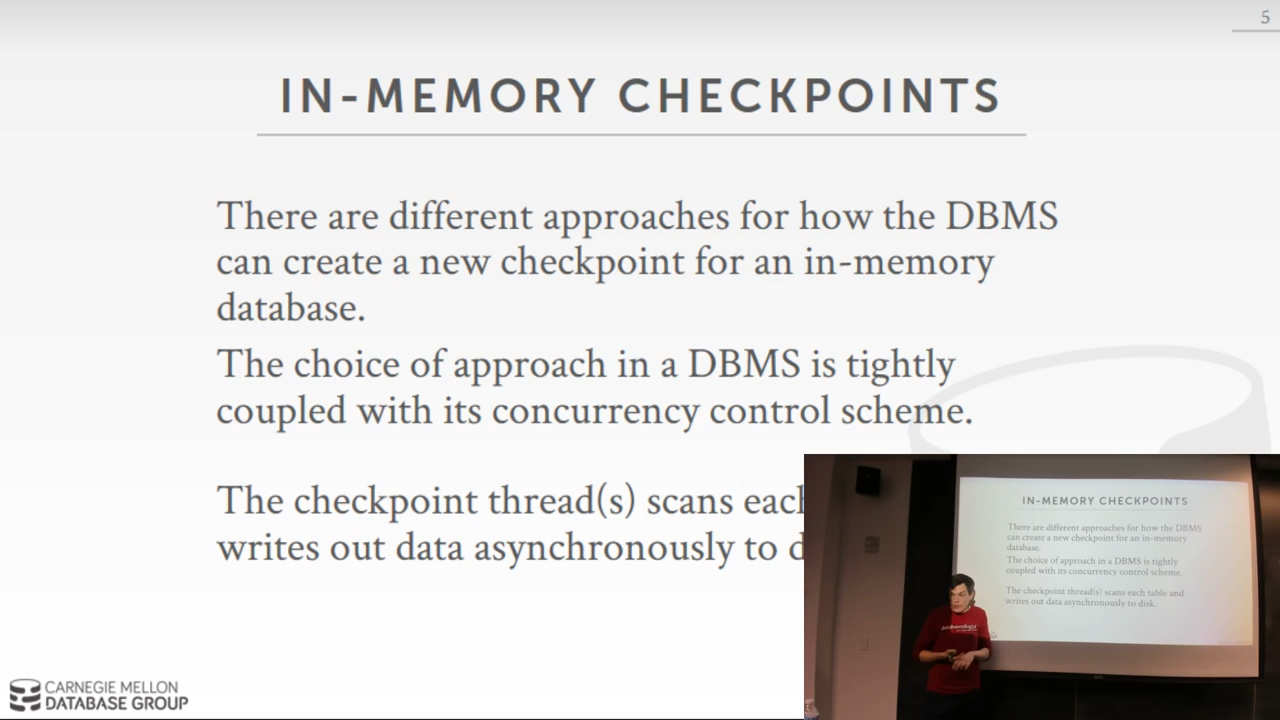 5
IN-MEMORY CHECKPOINTS
There are different approaches for how the DBMS
can create a new checkpoint for an in-memory
database.
The choice of approach in a DBMS is tightly
coupled with its concurrency control scheme.
The checkpoint thread(s) scans each
writes out data asynchronously to d
CARNEGIE MELLON
DATABASE GROUP
IN-MEMORY CHECKPOINTS
There are different approaches for how the DBMS
can create a new checkpoint for an in-memory
database.
The choice of approach in a DBMS is tightly
coupled with its concurrency control scheme.
The checkpoint thread(s) scans each table and
writes out data asynchronously to disk.